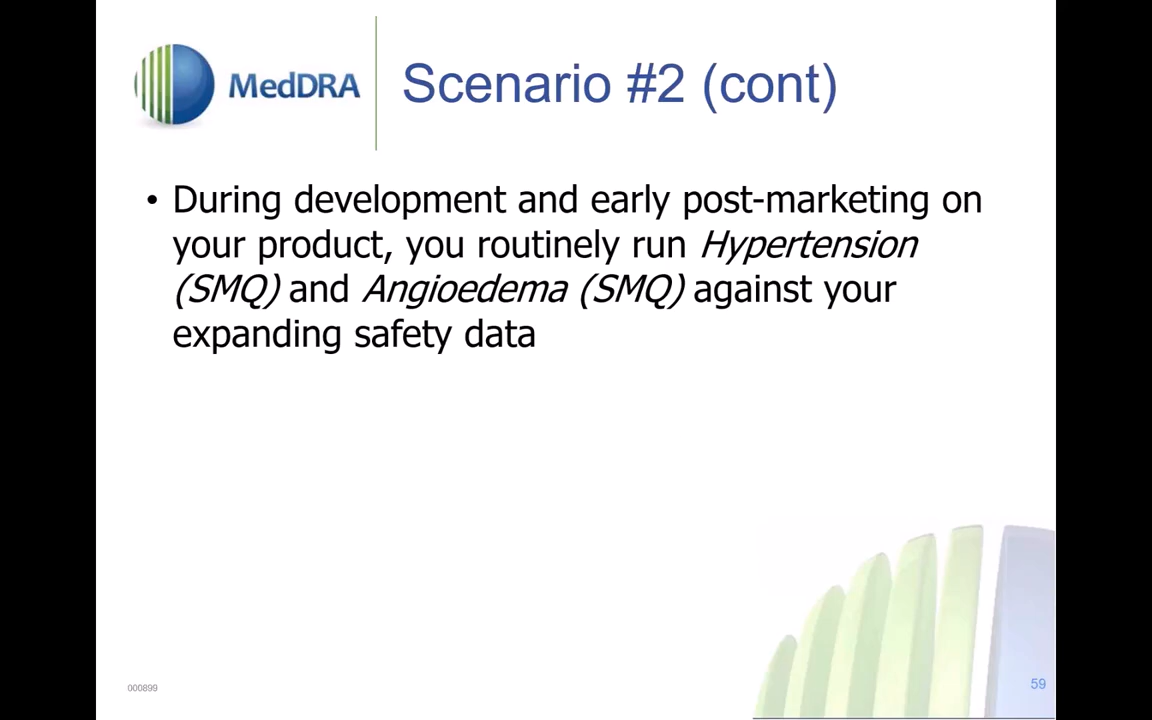 MedDRA
Scenario #2 (cont)
• During development and early post-marketing on
your product, you routinely run Hypertension
(SMQ) and Angioedema (SMQ) against your
expanding safety data
000899
59